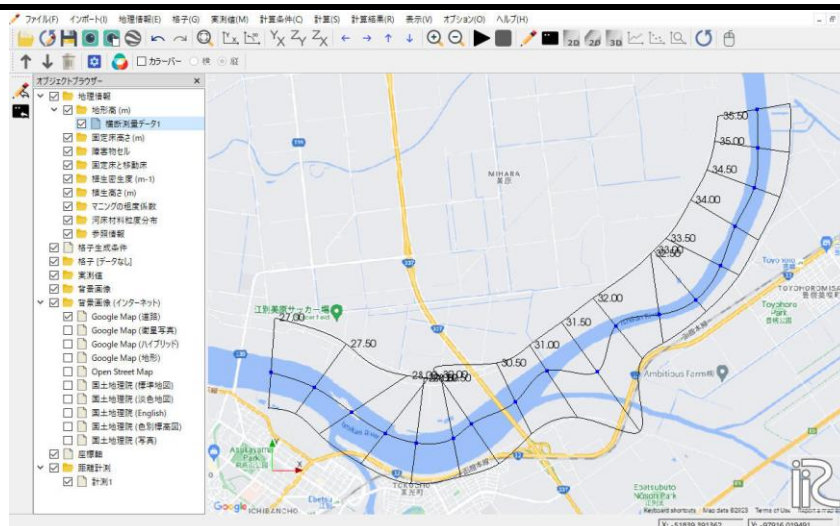 ファイル(F) インポート(I) 地理情報(E) 格子(G) 実測値(M) 計算条件(C) 計算(S) 計算結果(R) 表示(V) オプション(O) ヘルプ(H)
カラーバー 横 縦
オブジェクトブラウザー
地理情報
地形高 (m)
横断測量データ1
固定床高さ (m)
障害物セル
固定床と移動床
植生密生度 (m-1)
植生高さ (m)
マニングの粗度係数
河床材料粒度分布
参照情報
格子生成条件
格子 [データなし]
実測値
背景画像
背景画像 (インターネット)
Google Map (道路)
Google Map (衛星写真)
Google Map (ハイブリッド)
Google Map (地形)
Open Street Map
国土地理院 (標準地図)
国土地理院 (淡色地図)
国土地理院 (English)
国土地理院 (色別標高図)
国土地理院 (写真)
座標軸
距離計測
計測1
35.50
35.00
34.50
34.00
33.50
33.00
32.50
32.00
31.50
31.00
30.50
27.00
27.50
28.00
MIHARA
美原
江別美原サッカー場
TOYOHOROMISA
Toyohoro
Park
Ambitious Farm㈱
Google
ICHIBANCHO
Keyboard shortcuts Map data ©2023 Terms of Use
iRIC